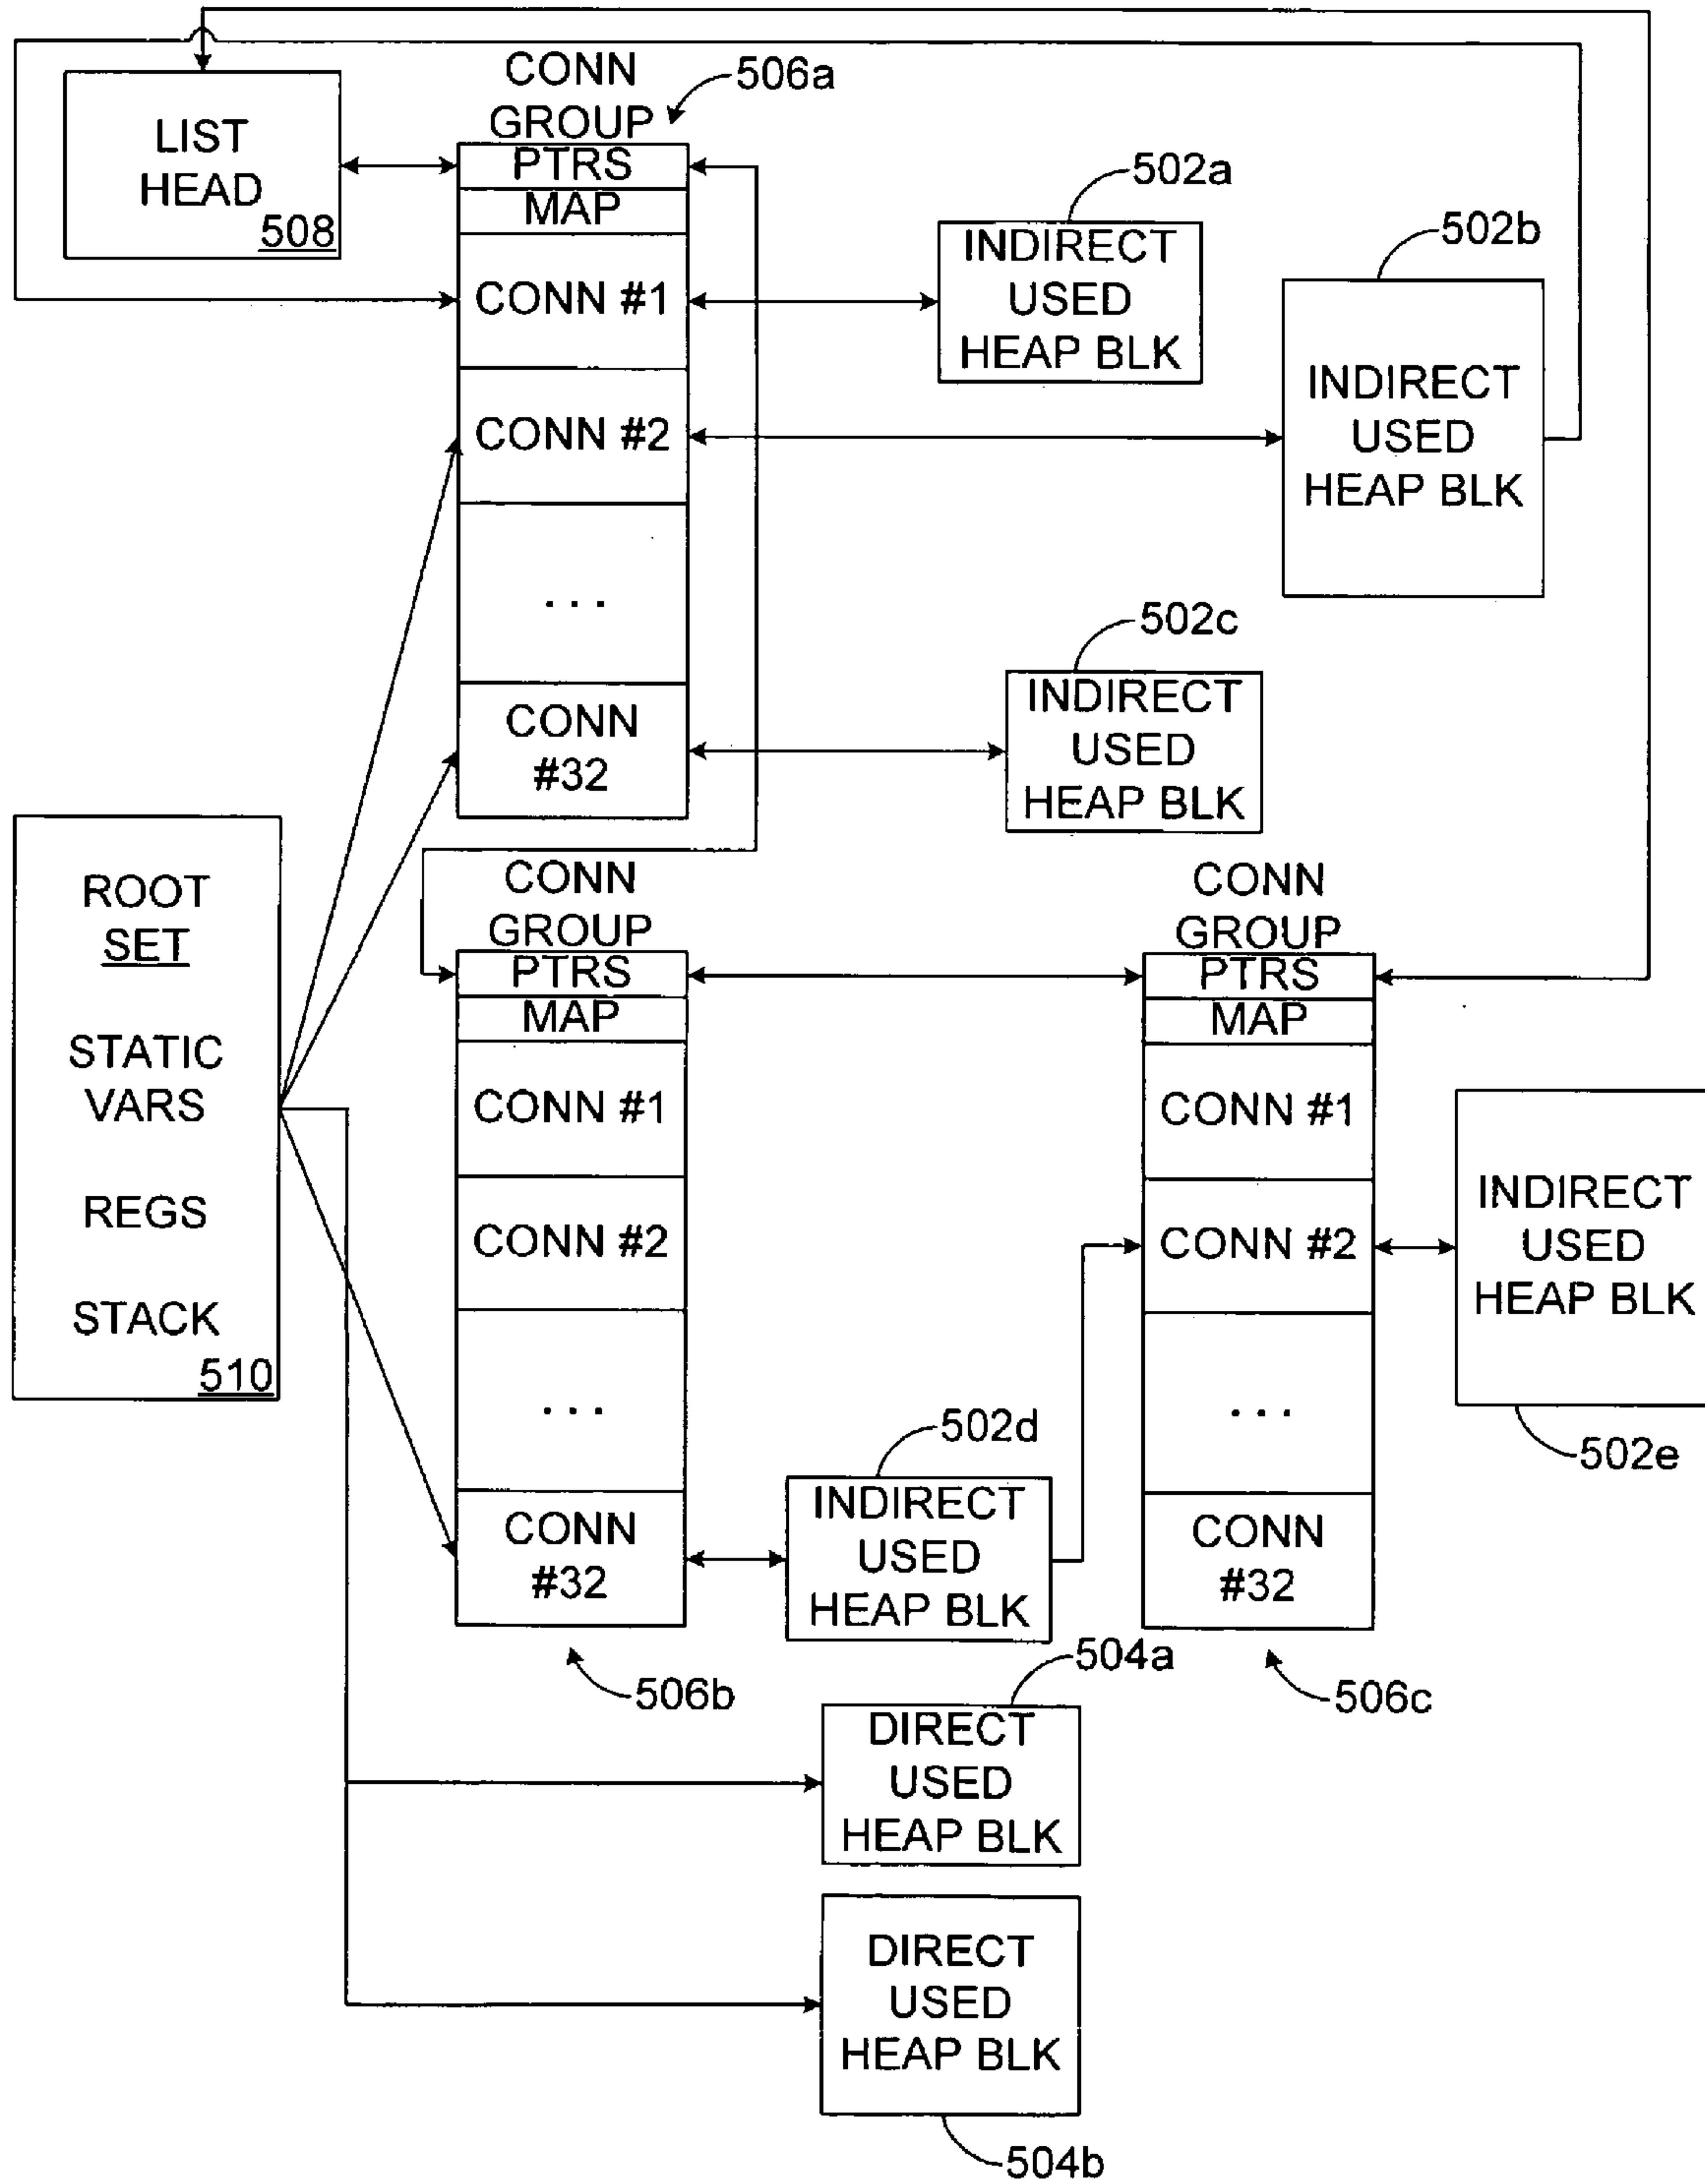 CONN
GROUP
506a
LIST
HEAD
508
PTRS
MAP
CONN #1
CONN #2
...
CONN
#32
502a
INDIRECT
USED
HEAP BLK
502b
INDIRECT
USED
HEAP BLK
502c
INDIRECT
USED
HEAP BLK
ROOT
SET
STATIC
VARS
REGS
STACK
510
CONN
GROUP
PTRS
MAP
CONN #1
CONN #2
...
CONN
#32
506b
502d
INDIRECT
USED
HEAP BLK
CONN
GROUP
PTRS
MAP
CONN #1
CONN #2
...
CONN
#32
506c
INDIRECT
USED
HEAP BLK
502e
504a
DIRECT
USED
HEAP BLK
DIRECT
USED
HEAP BLK
504b